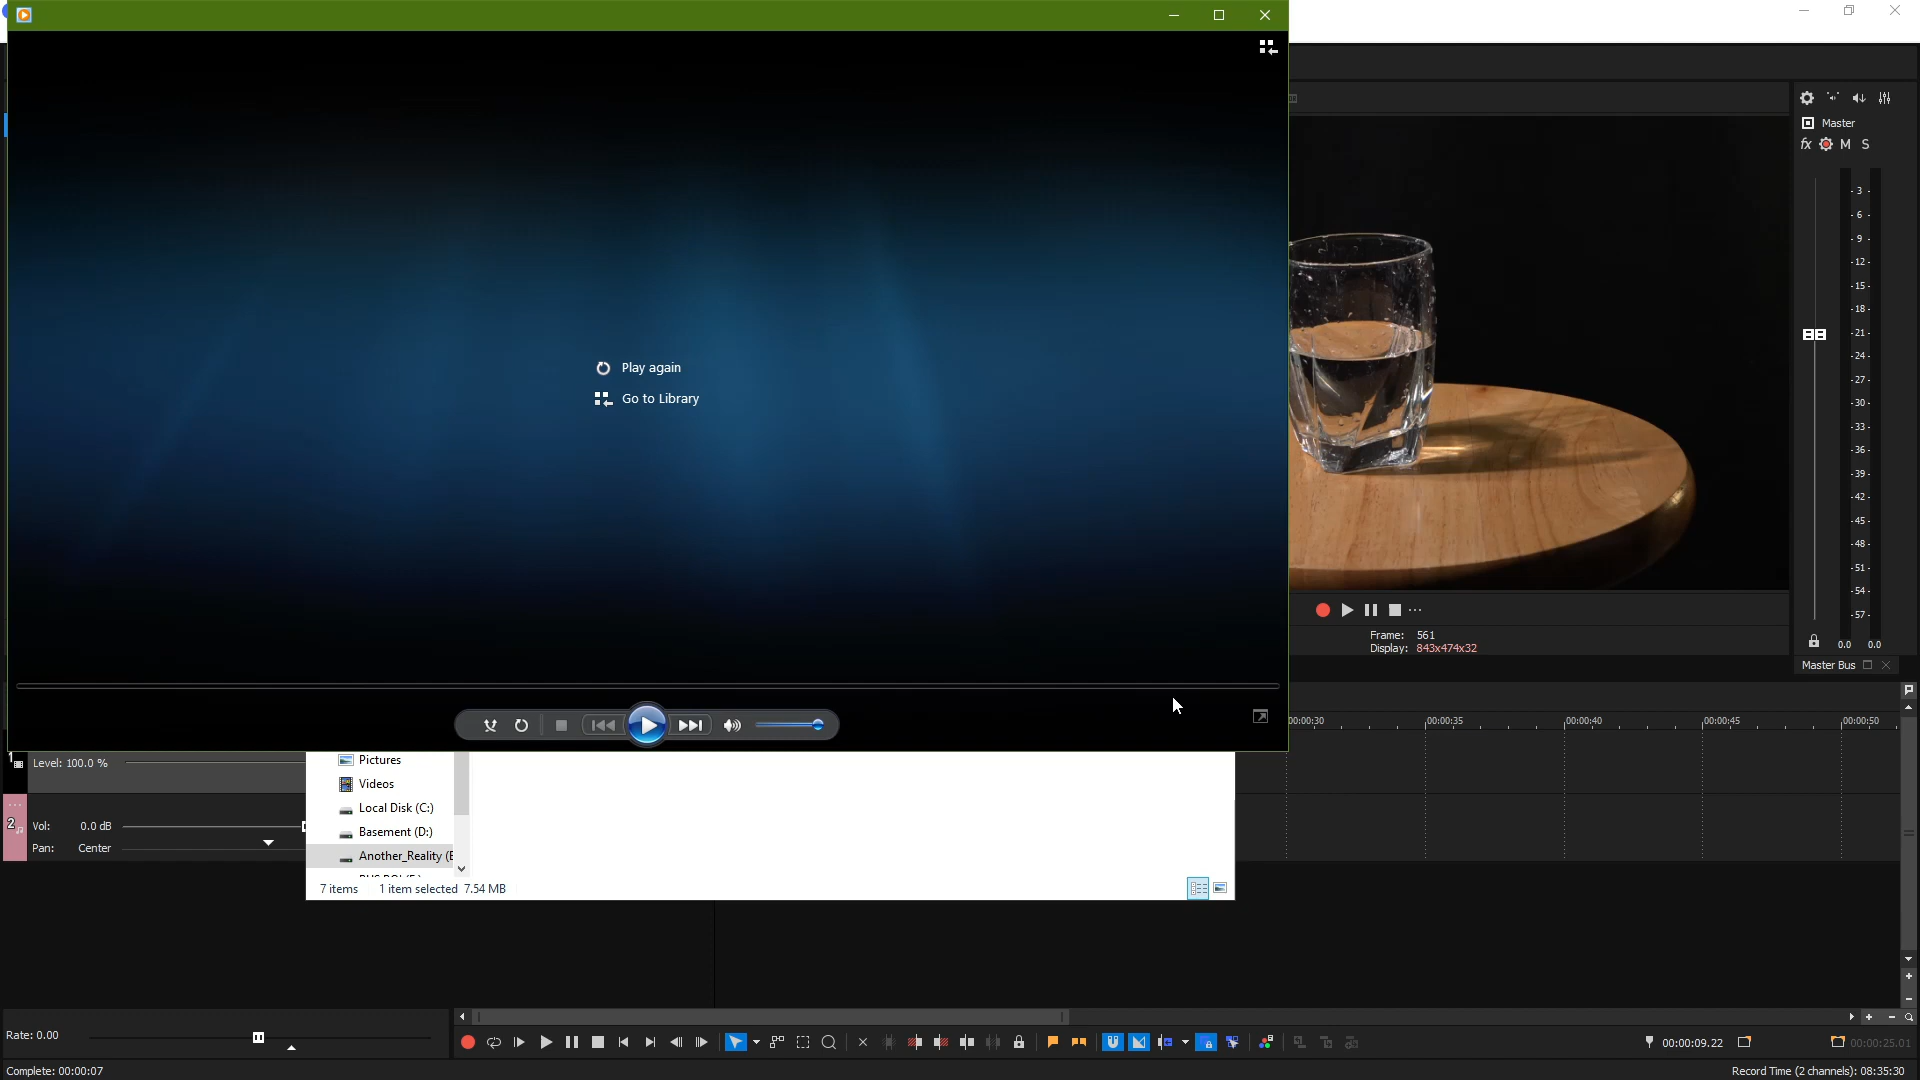 Play again
Go to Library
Master
fx M S
-3-
-6-
-9-
-12-
-15-
-18-
-21-
-24-
-27-
-30-
-33-
-36-
-39-
-42-
-45-
-48-
-51-
-54-
-57-
0.0 0.0
Master Bus
Frame: 561
Display: 843x474x32
00:00:30 00:00:35 00:00:40 00:00:45 00:00:50
1
Level: 100.0 %
2
Vol: 0.0 dB
Pan: Center
Pictures
Videos
Local Disk (C:)
Basement (D:)
Another_Reality (E
7 items 1 item selected 7.54 MB
Rate: 0.00
00:00:09.22
00:00:25.01
Complete: 00:00:07
Record Time (2 channels): 08:35:30